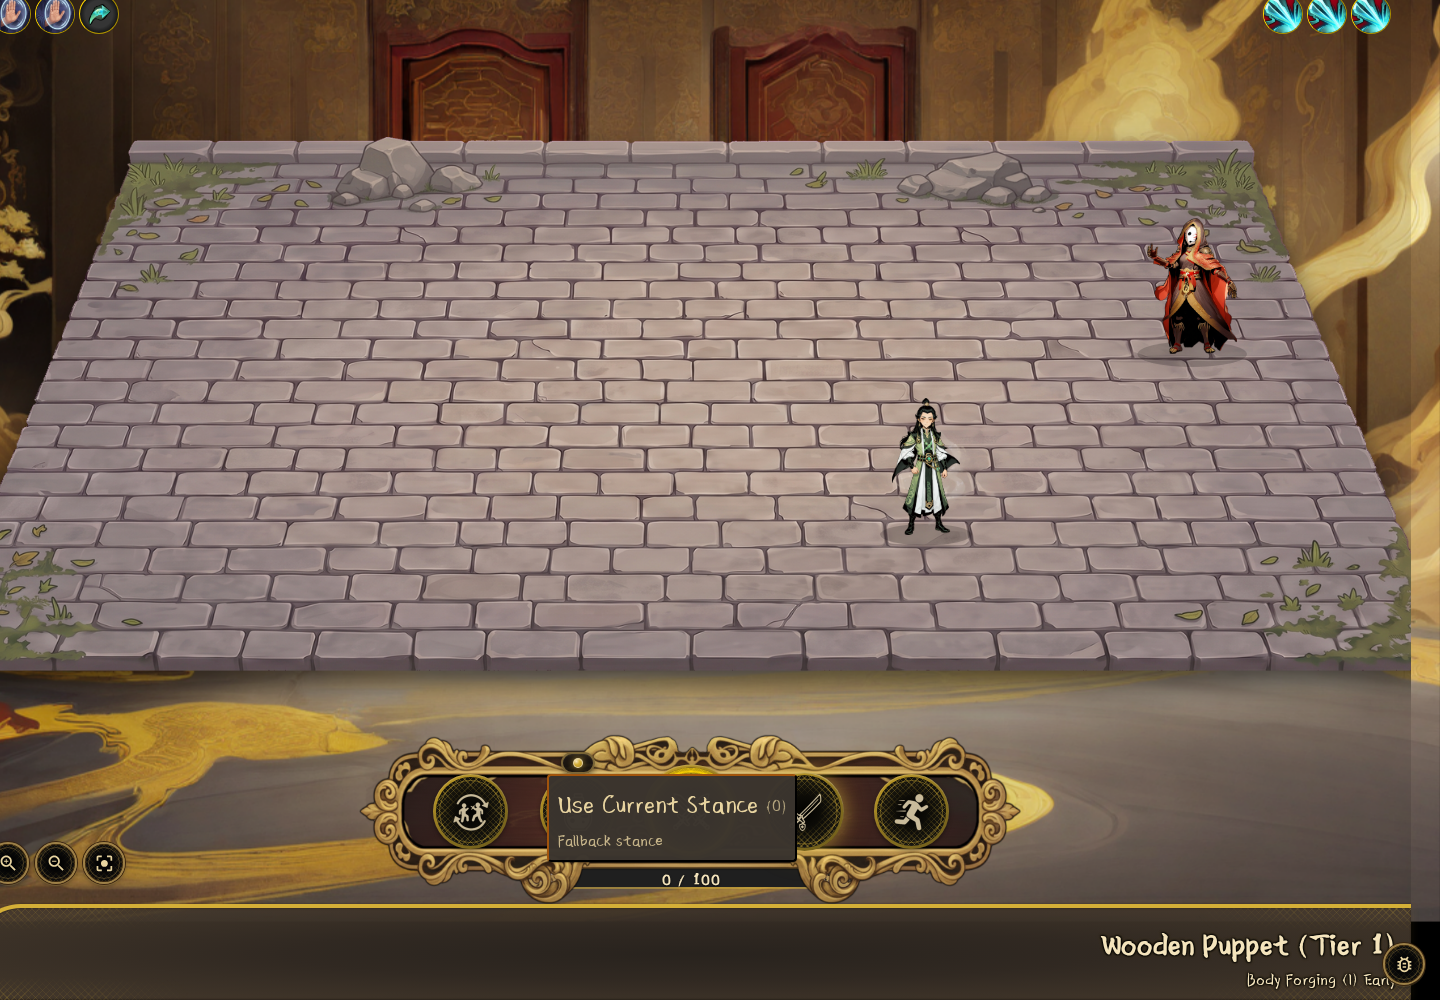 Use Current Stance (0)
Fallback stance
0 / 100
Wooden Puppet (Tier 1)
Body Forging (1) Early